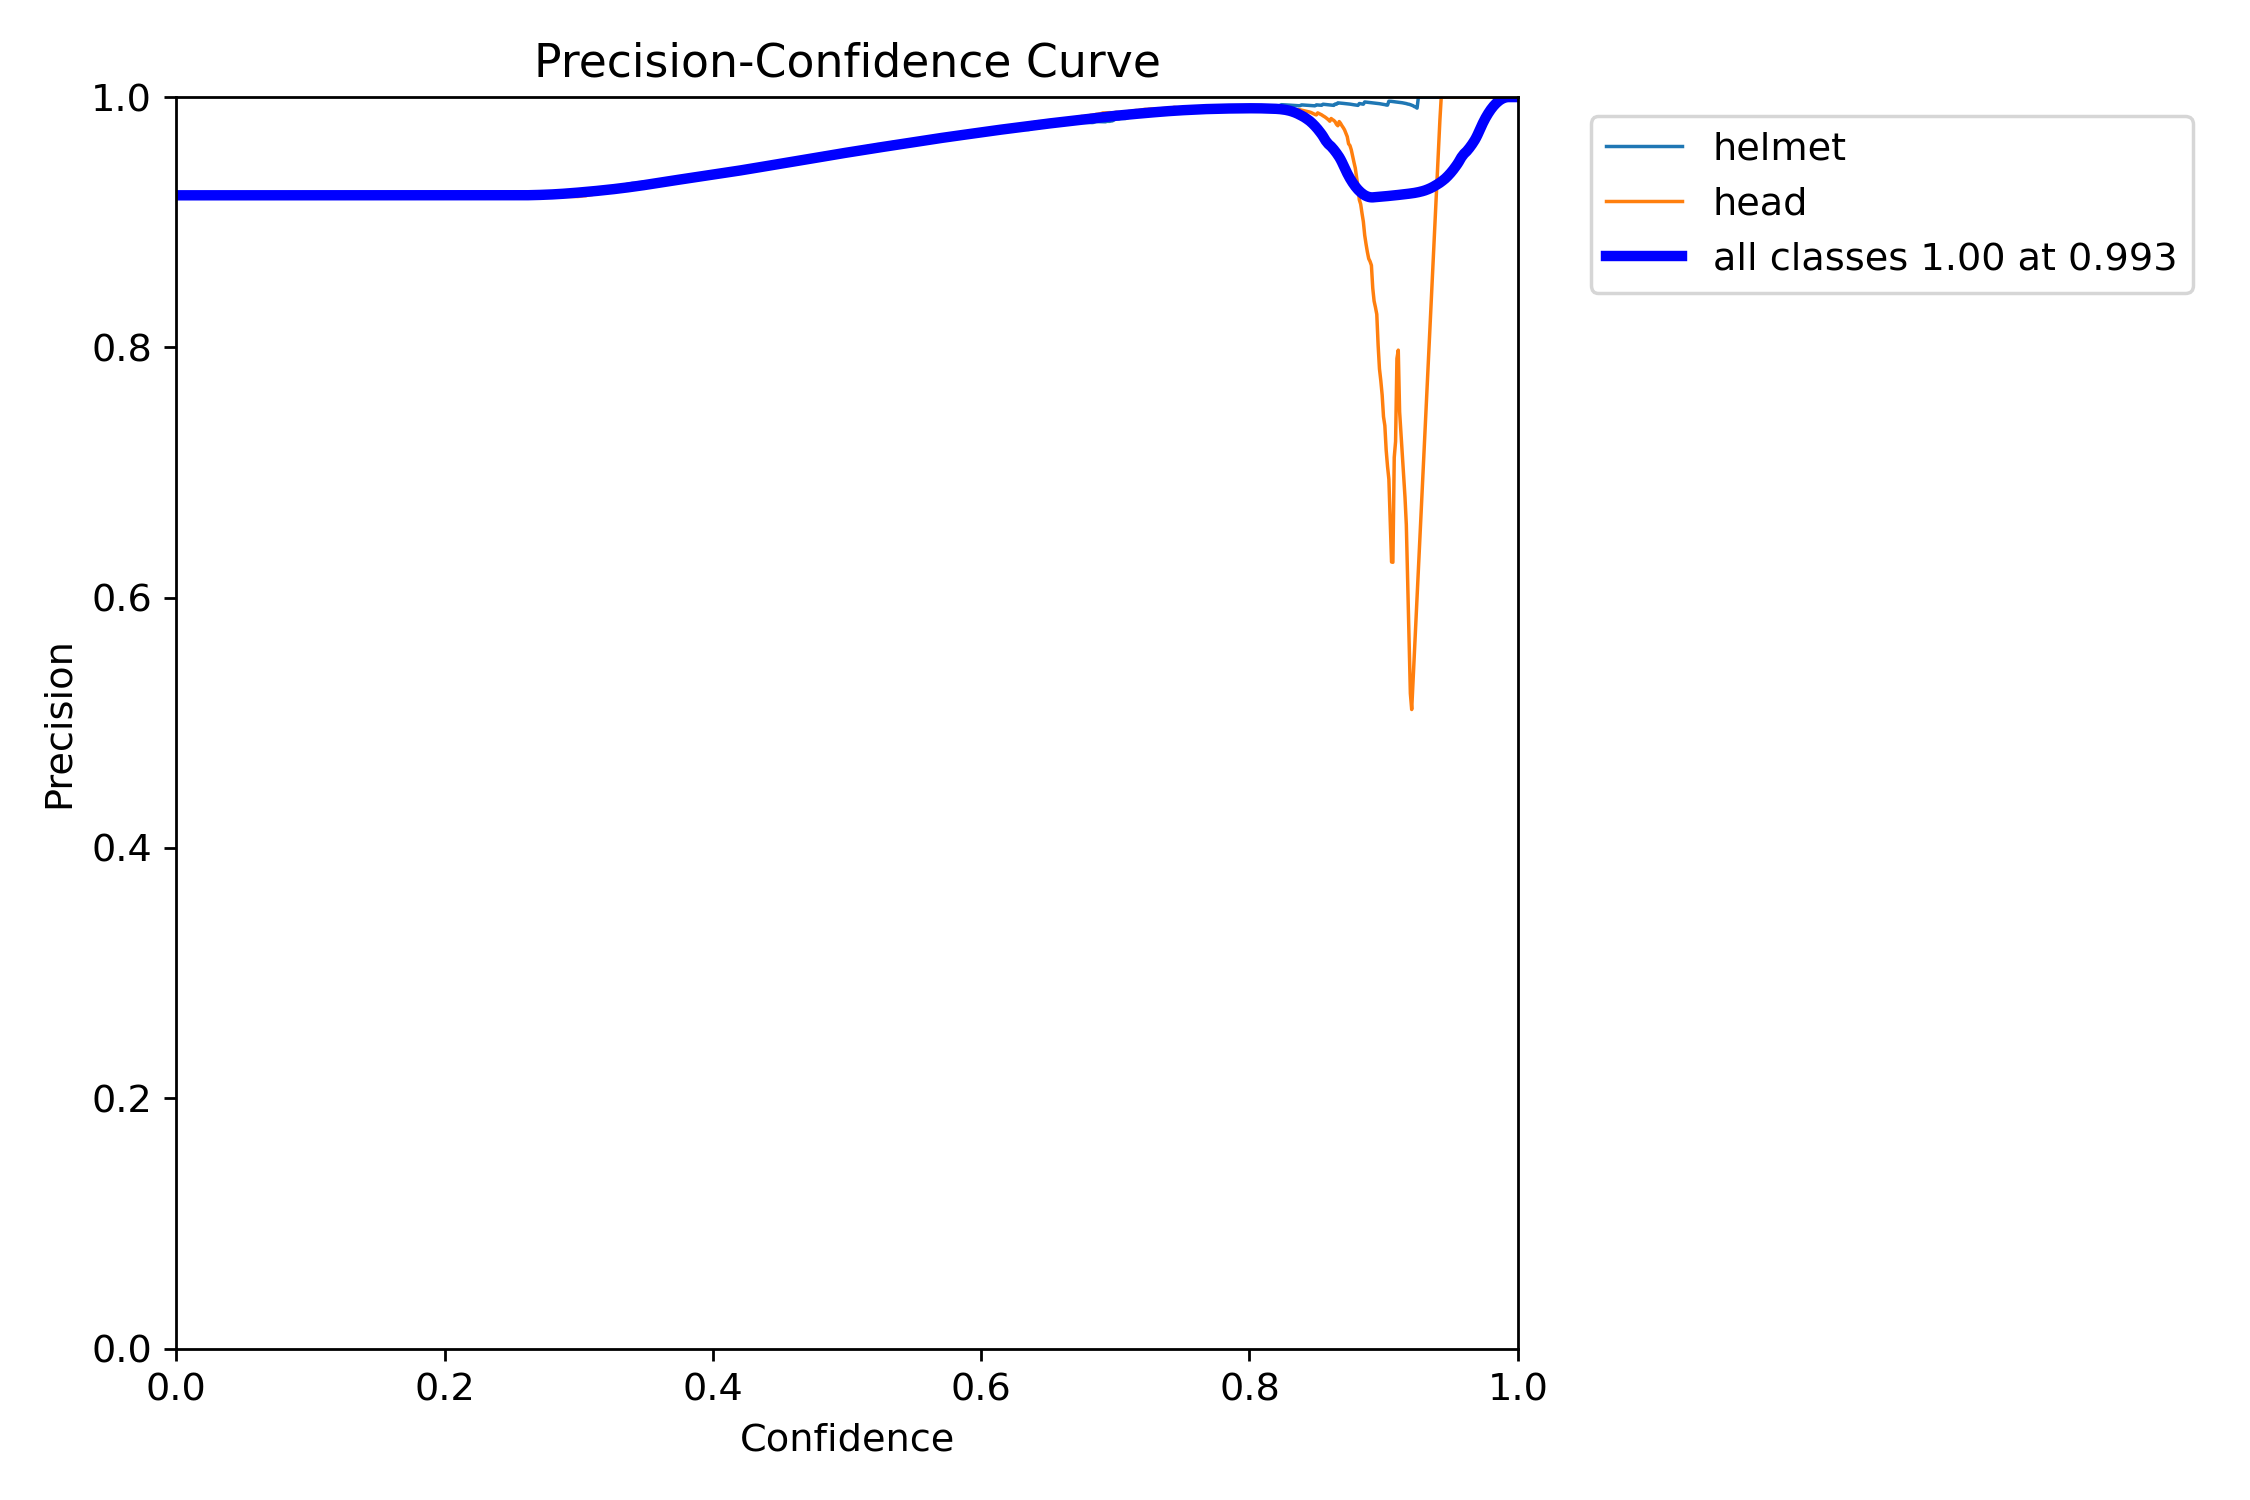 Precision-Confidence Curve
1.0
0.8
0.6
0.4
0.2
0.0
Precision
0.0 0.2 0.4 0.6 0.8 1.0
Confidence
helmet
head
all classes 1.00 at 0.993